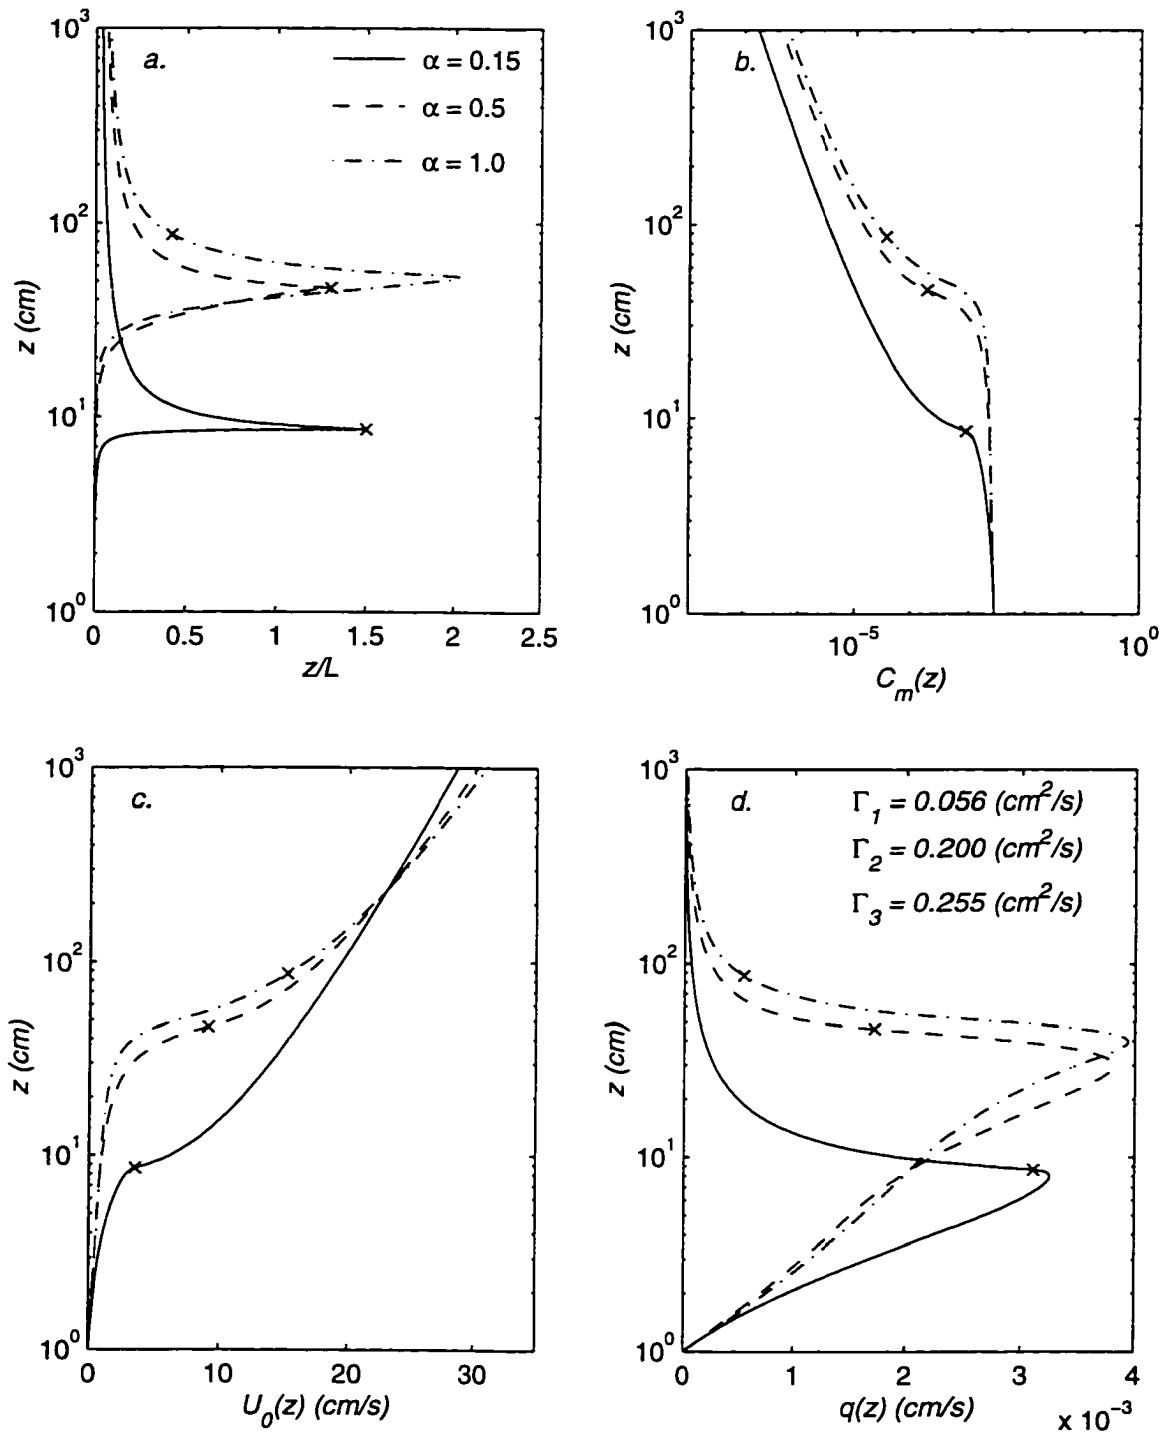 a.
α = 0.15
α = 0.5
α = 1.0
10^3
10^2
10^1
10^0
z (cm)
0 0.5 1 1.5 2 2.5
z/L
b.
10^3
10^2
10^1
10^0
z (cm)
10^-5 10^0
C_m(z)
c.
10^3
10^2
10^1
10^0
z (cm)
0 10 20 30
U_0(z) (cm/s)
d.
Γ_1 = 0.056 (cm^2/s)
Γ_2 = 0.200 (cm^2/s)
Γ_3 = 0.255 (cm^2/s)
10^3
10^2
10^1
10^0
z (cm)
0 1 2 3 4
q(z) (cm/s)
x 10^-3